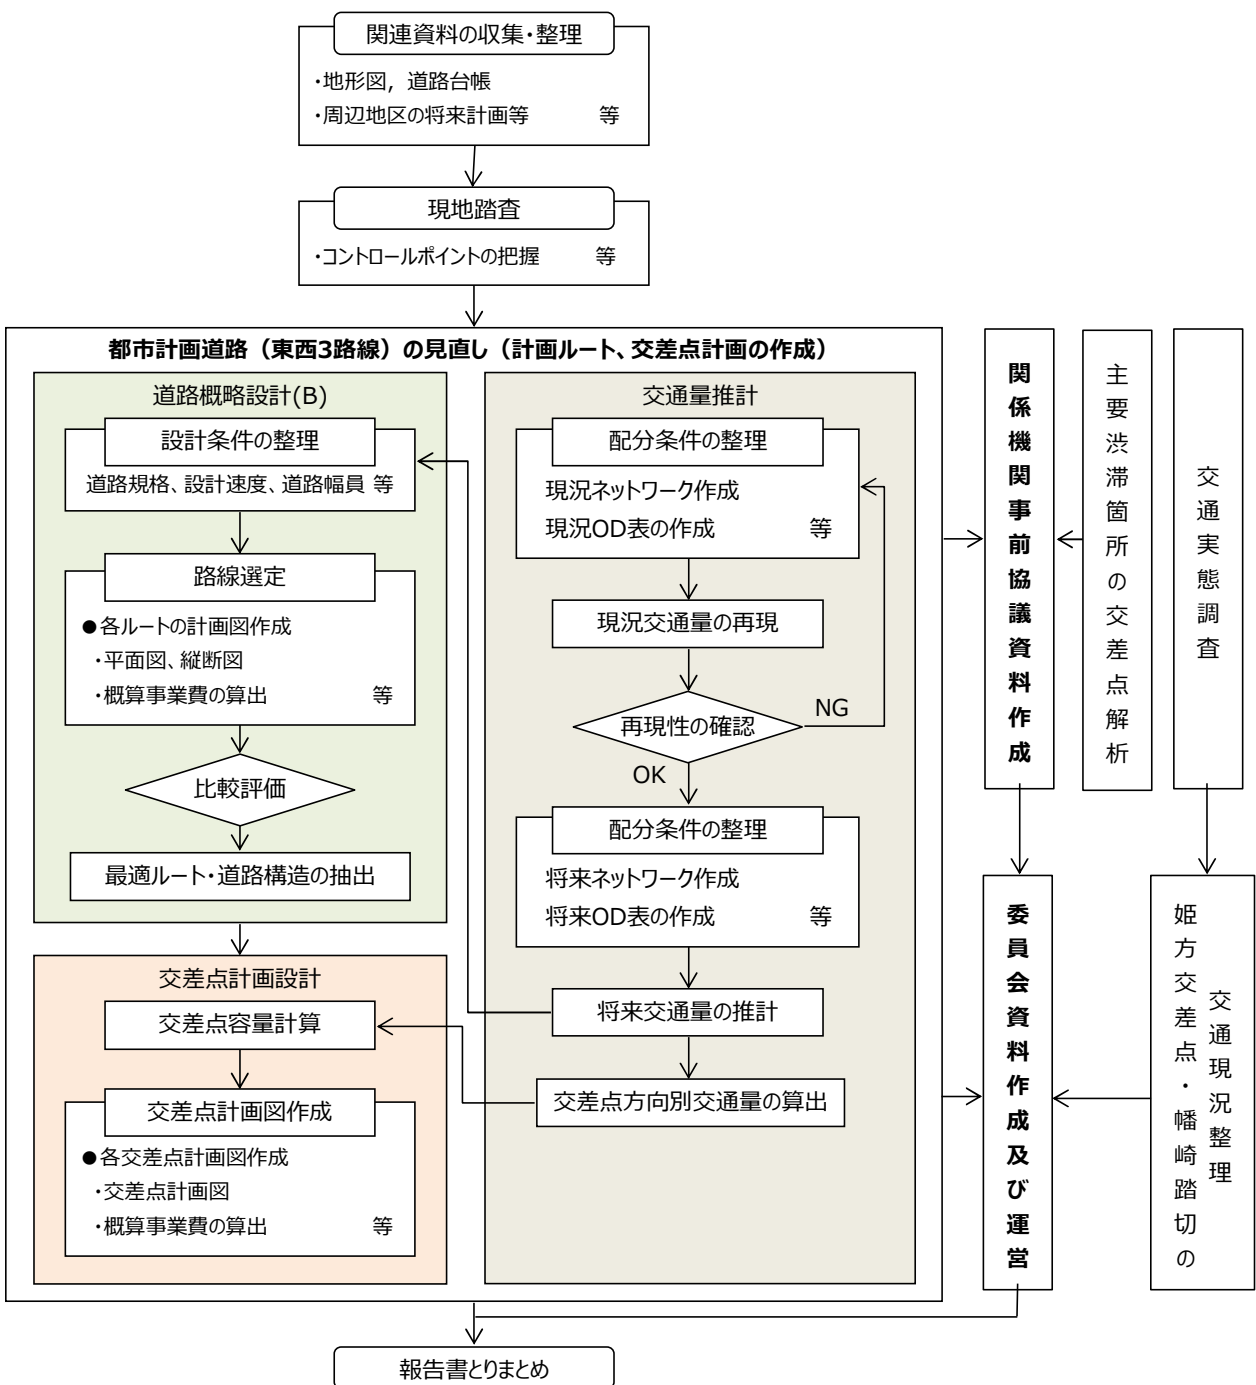 関連資料の収集・整理
・地形図，道路台帳
・周辺地区の将来計画等　等
現地踏査
・コントロールポイントの把握　等
都市計画道路（東西3路線）の見直し（計画ルート、交差点計画の作成）
道路概略設計(B)
設計条件の整理
道路規格、設計速度、道路幅員 等
路線選定
●各ルートの計画図作成
・平面図、縦断図
・概算事業費の算出　等
比較評価
最適ルート・道路構造の抽出
交差点計画設計
交差点容量計算
交差点計画図作成
●各交差点計画図作成
・交差点計画図
・概算事業費の算出　等
交通量推計
配分条件の整理
現況ネットワーク作成
現況OD表の作成　等
現況交通量の再現
再現性の確認
NG
OK
配分条件の整理
将来ネットワーク作成
将来OD表の作成　等
将来交通量の推計
交差点方向別交通量の算出
関係機関事前協議資料作成
主要渋滞箇所の交差点解析
交通実態調査
委員会資料作成及び運営
姫方交差点・幡崎踏切の
交通現況整理
報告書とりまとめ